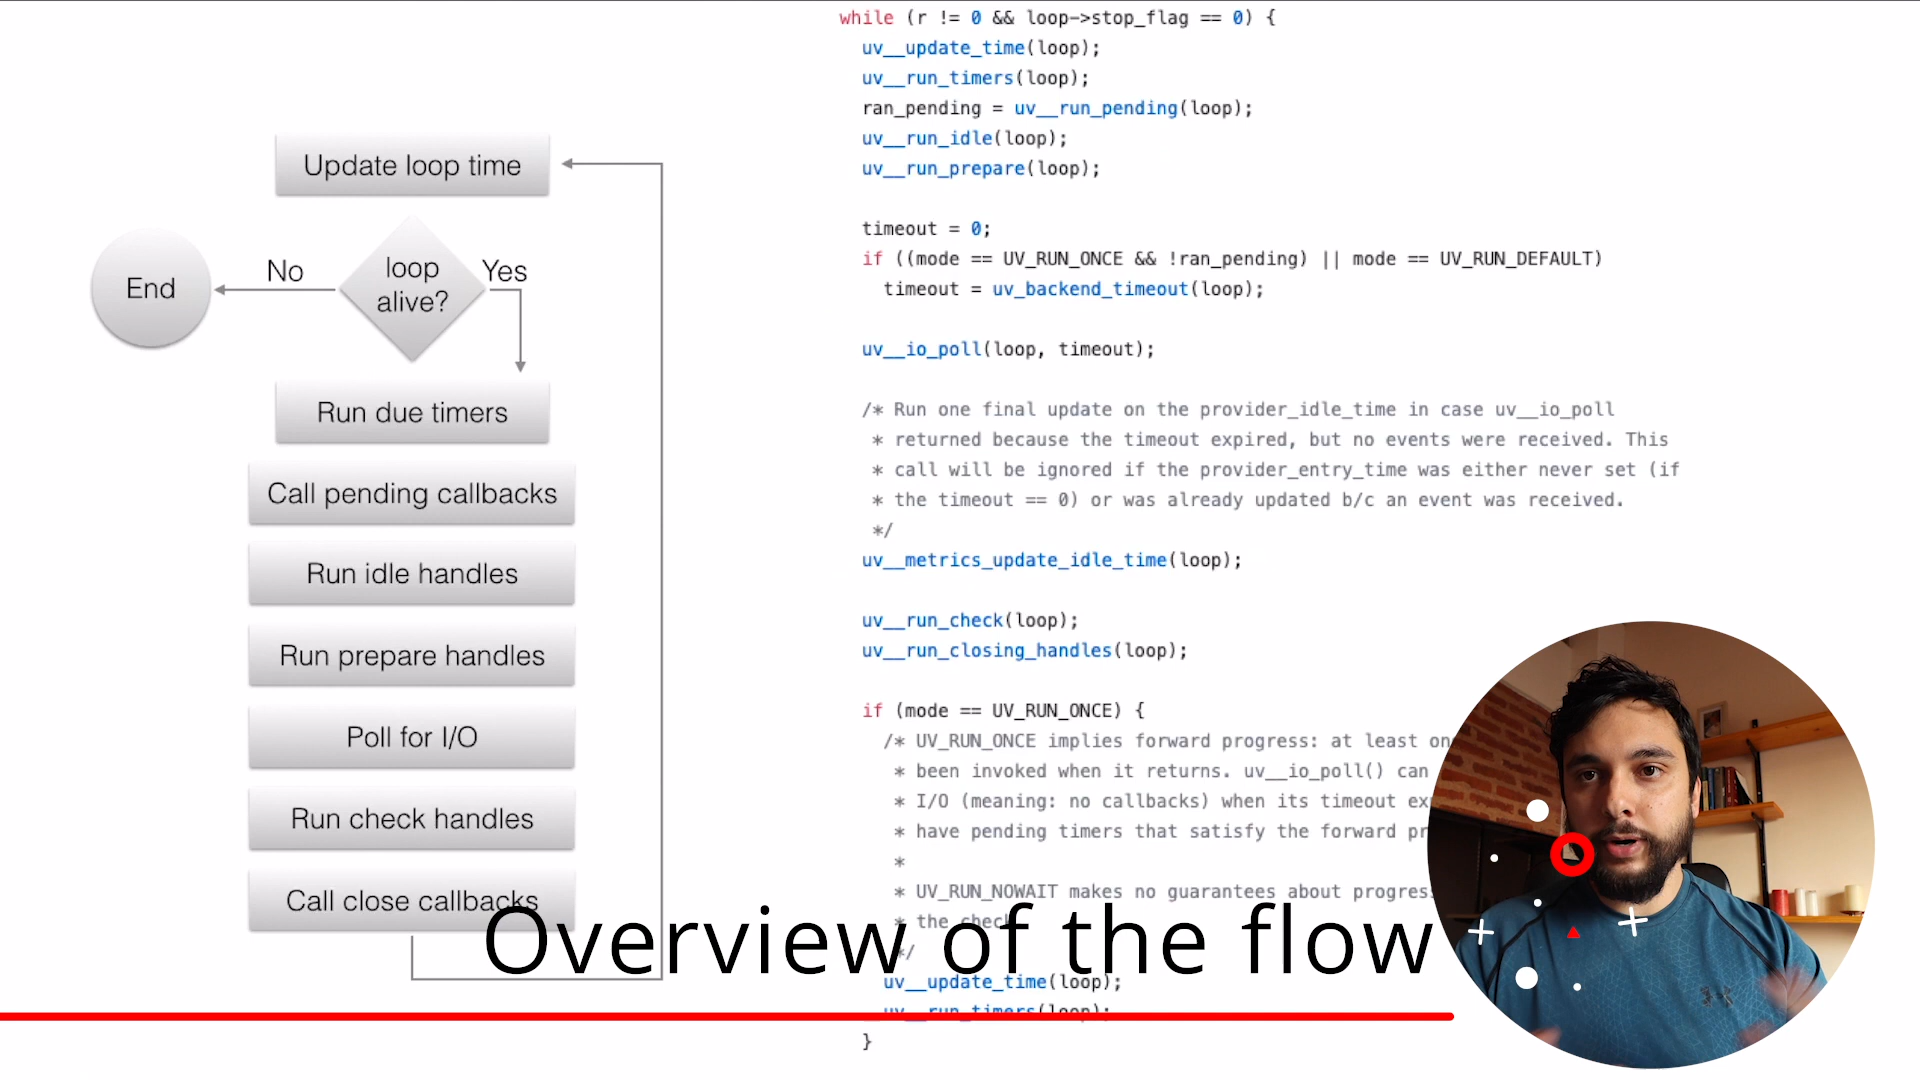 Update loop time
loop
alive?
No
Yes
End
Run due timers
Call pending callbacks
Run idle handles
Run prepare handles
Poll for I/O
Run check handles
Call close callbacks
while (r != 0 && loop->stop_flag == 0) {
uv__update_time(loop);
uv__run_timers(loop);
ran_pending = uv__run_pending(loop);
uv__run_idle(loop);
uv__run_prepare(loop);
timeout = 0;
if ((mode == UV_RUN_ONCE && !ran_pending) || mode == UV_RUN_DEFAULT)
timeout = uv_backend_timeout(loop);
uv__io_poll(loop, timeout);
/* Run one final update on the provider_idle_time in case uv__io_poll
* returned because the timeout expired, but no events were received. This
* call will be ignored if the provider_entry_time was either never set (if
* the timeout == 0) or was already updated b/c an event was received.
*/
uv__metrics_update_idle_time(loop);
uv__run_check(loop);
uv__run_closing_handles(loop);
if (mode == UV_RUN_ONCE) {
/* UV_RUN_ONCE implies forward progress: at least on
* been invoked when it returns. uv__io_poll() can
* I/O (meaning: no callbacks) when its timeout ex
* have pending timers that satisfy the forward pr
*
* UV_RUN_NOWAIT makes no guarantees about progres
* the chec
*/
uv__update_time(loop);
uv__run_timers(loop);
}
Overview of the flow